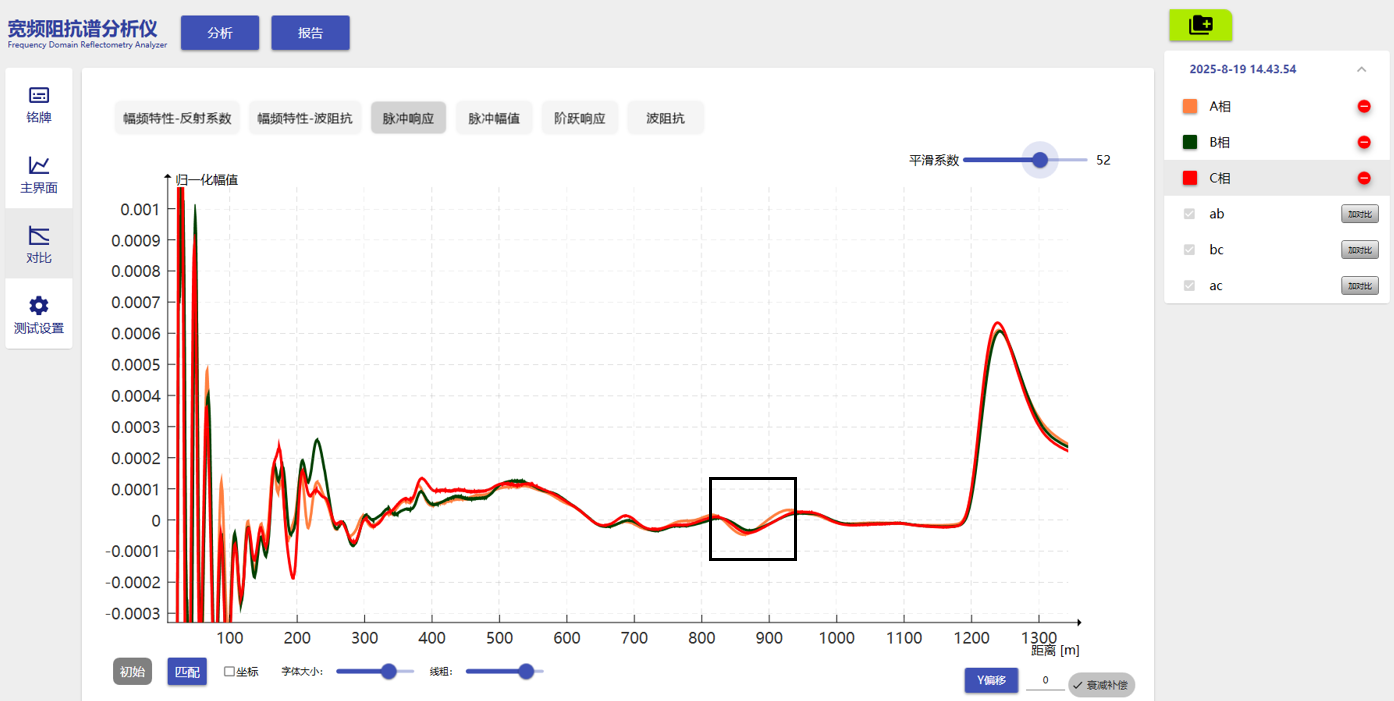 宽频阻抗谱分析仪
Frequency Domain Reflectometry Analyzer
分析
报告
铭牌
主界面
对比
测试设置
幅频特性-反射系数
幅频特性-波阻抗
脉冲响应
脉冲幅值
阶跃响应
波阻抗
平滑系数
52
归一化幅值
0.001
0.0009
0.0008
0.0007
0.0006
0.0005
0.0004
0.0003
0.0002
0.0001
0
-0.0001
-0.0002
-0.0003
100 200 300 400 500 600 700 800 900 1000 1100 1200 1300
距离 [m]
初始
匹配
坐标
字体大小:
线粗:
Y偏移
0
衰减补偿
2025-8-19 14.43.54
A相
B相
C相
ab
加对比
bc
加对比
ac
加对比